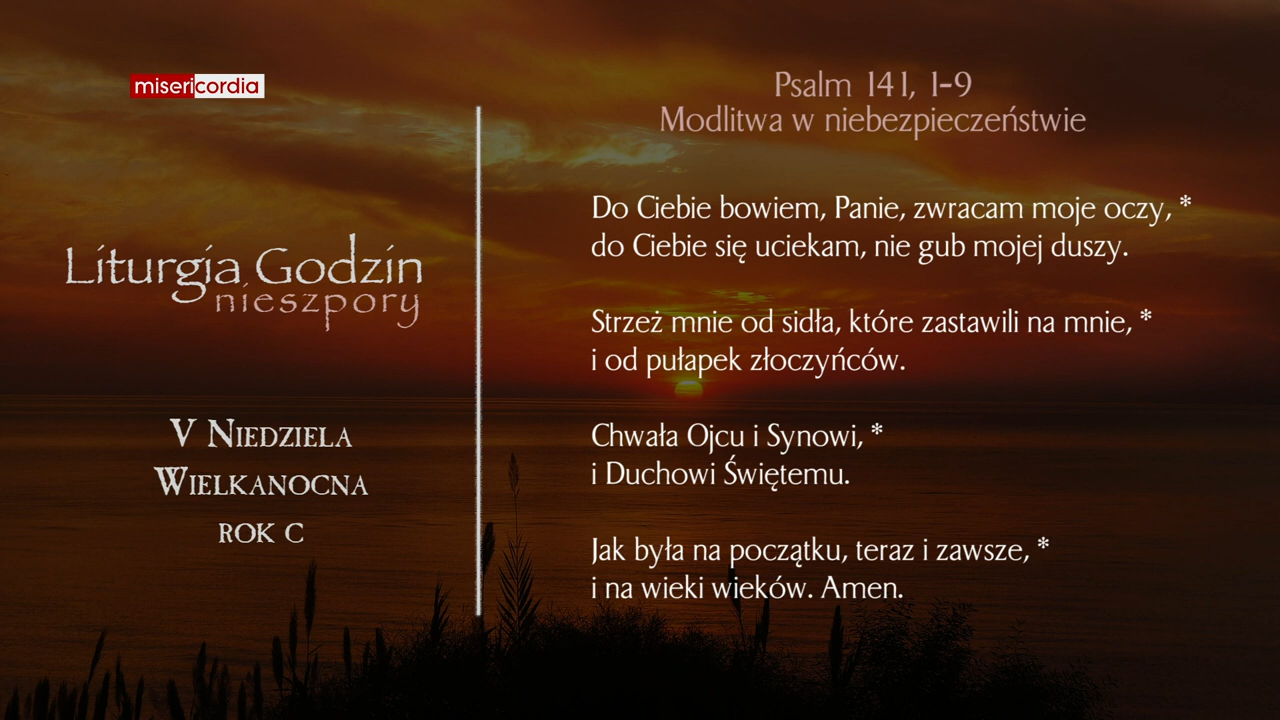 misericordia
Liturgia Godzin
nieszpory
V Niedziela
Wielkanocna
rok C
Psalm 141, 1-9
Modlitwa w niebezpieczeństwie
Do Ciebie bowiem, Panie, zwracam moje oczy, *
do Ciebie się uciekam, nie gub mojej duszy.
Strzeż mnie od sidła, które zastawili na mnie, *
i od pułapek złoczyńców.
Chwała Ojcu i Synowi, *
i Duchowi Świętemu.
Jak była na początku, teraz i zawsze, *
i na wieki wieków. Amen.